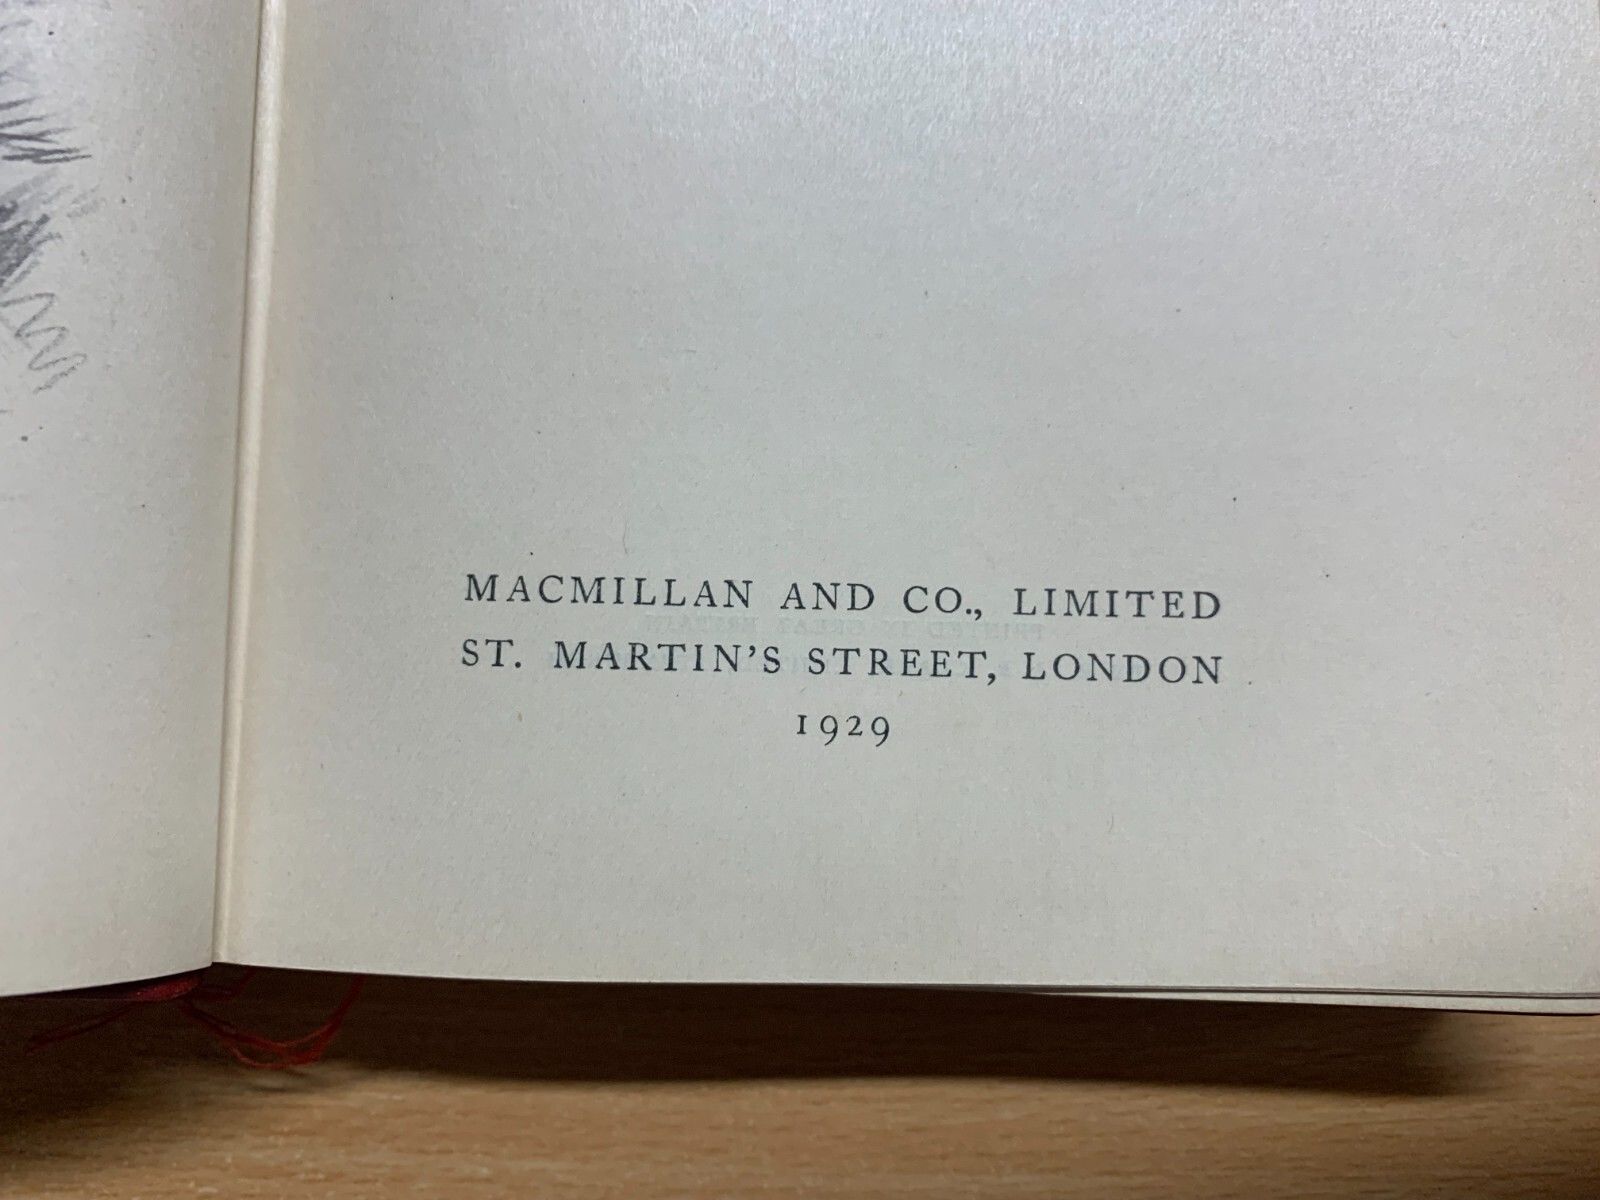 MACMILLAN AND CO., LIMITED
ST. MARTIN'S STREET, LONDON
1929